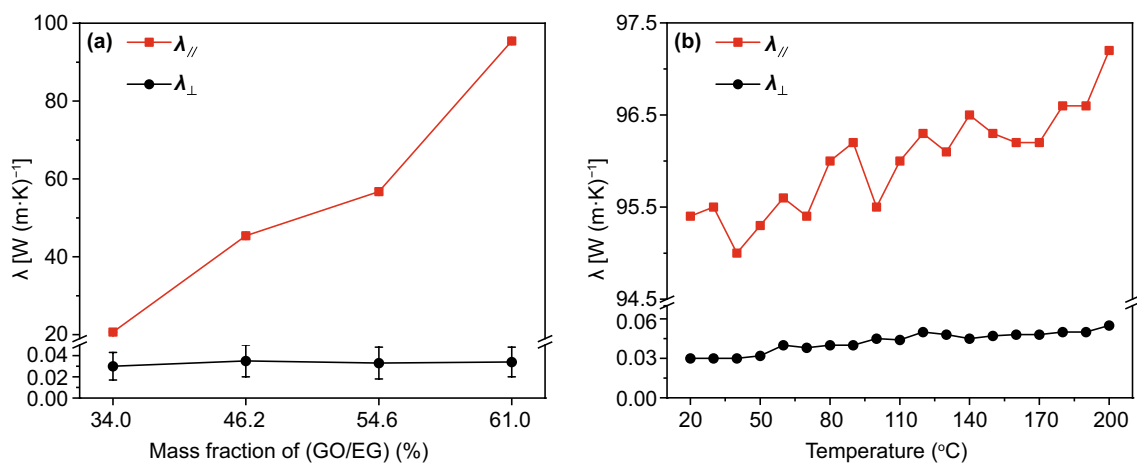 (a)
λ//
λ⊥
λ [W (m·K)⁻¹]
100
80
60
40
20
0.04
0.02
0.00
34.0 46.2 54.6 61.0
Mass fraction of (GO/EG) (%)
(b)
λ//
λ⊥
λ [W (m·K)⁻¹]
97.5
96.5
95.5
94.5
0.06
0.03
0.00
20 50 80 110 140 170 200
Temperature (°C)